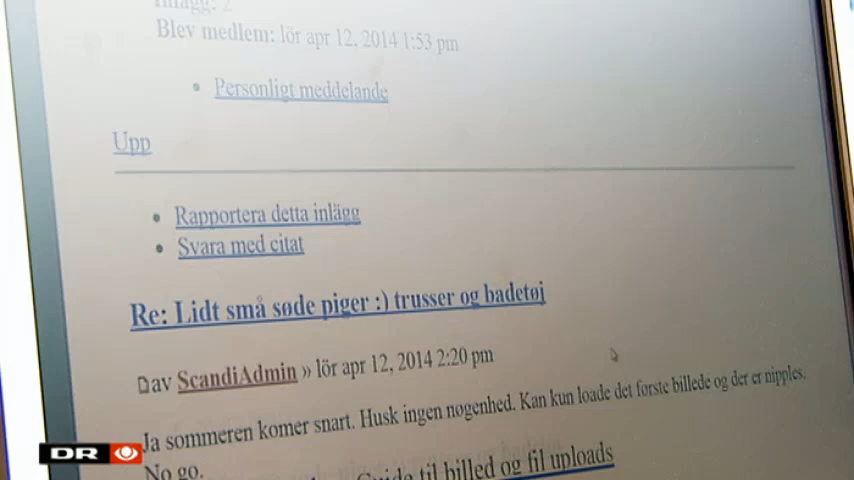 Inlägg: 2
Blev medlem: lör apr 12, 2014 1:53 pm
• Personligt meddelande
Upp
• Rapportera detta inlägg
• Svara med citat
Re: Lidt små søde piger :) trusser og badetøj
av ScandiAdmin » lör apr 12, 2014 2:20 pm
Ja sommeren komer snart. Husk ingen nogenhed. Kan kun loade det første billede og der er nipples.
No go.
Guide til billed og fil uploads
DR